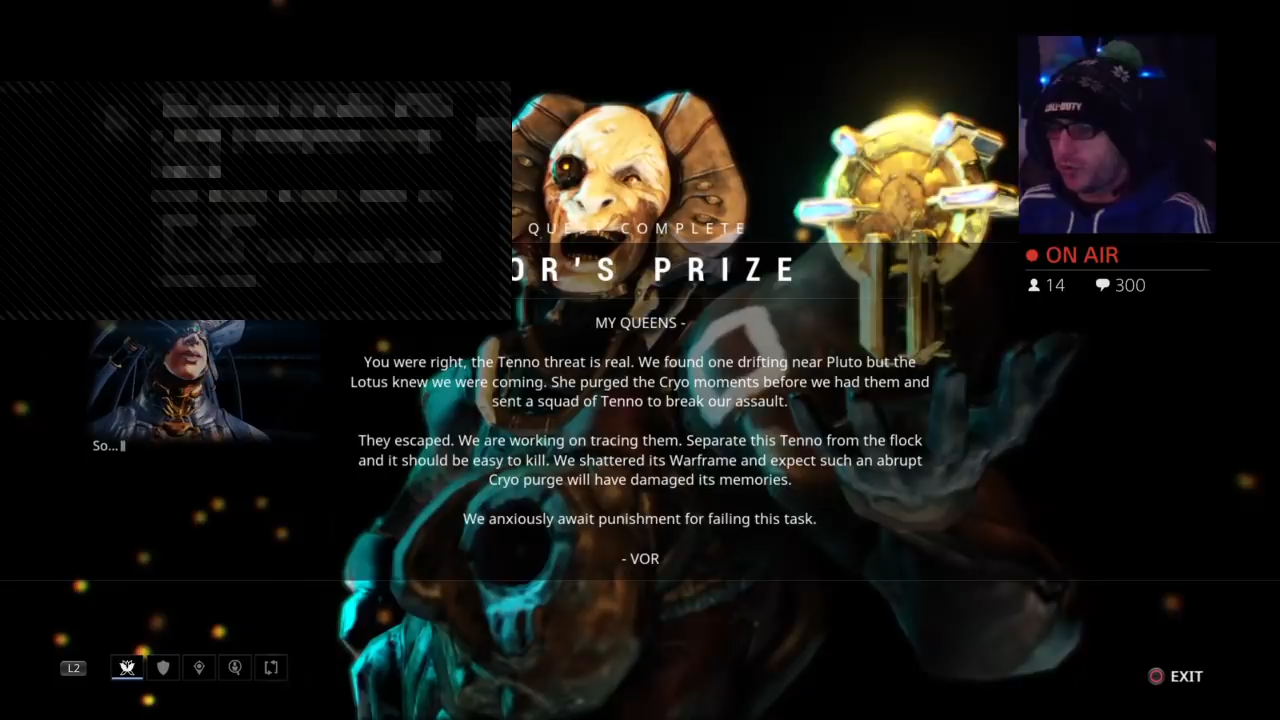 CALL-DUTY
QUEST COMPLETE
OR'S PRIZE
ON AIR
14 300
MY QUEENS -
You were right, the Tenno threat is real. We found one drifting near Pluto but the
Lotus knew we were coming. She purged the Cryo moments before we had them and
sent a squad of Tenno to break our assault.
They escaped. We are working on tracing them. Separate this Tenno from the flock
and it should be easy to kill. We shattered its Warframe and expect such an abrupt
Cryo purge will have damaged its memories.
We anxiously await punishment for failing this task.
- VOR
So...
L2
EXIT